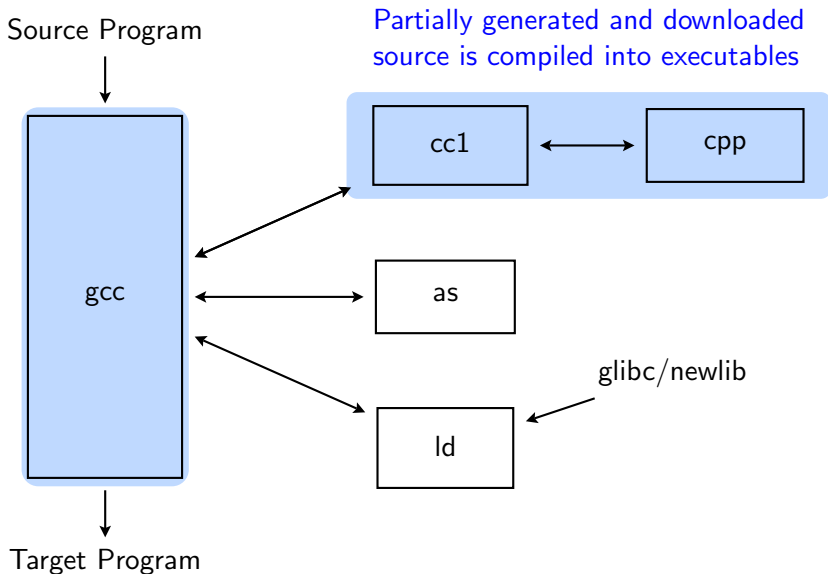 Source Program
Partially generated and downloaded
source is compiled into executables
cc1
cpp
gcc
as
glibc/newlib
ld
Target Program